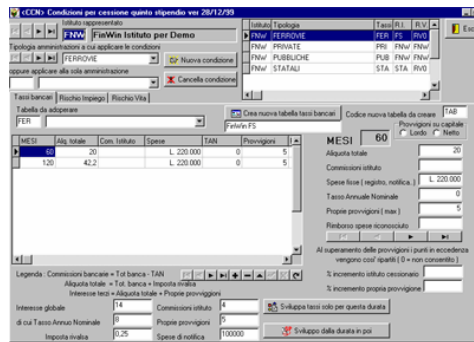 <CCN> Condizioni per cessione quinto stipendio ver 28/12/99
Istituto rappresentato
FNW FinWin Istituto per Demo
Tipologia amministrazioni a cui applicare le condizioni
FER FERROVIE
Nuova condizione
oppure applicare alla sola amministrazione
Cancella condizione
Istituto Tipologia Tassi R.I. R.V.
FNW FERROVIE FER FS RV0
FNW PRIVATE PRI FNW FNW
FNW PUBBLICHE PUB FNW FNW
FNW STATALI STA STA RV0
Esc
Tassi bancari Rischio Impiego Rischio Vita
Tabella da adoperare
FER
Crea nuova tabella tassi bancari
Codice nuova tabella da creare TAB
FinWin FS
MESI Aliq. totale Com. Istituto Spese TAN Provvigioni
60 20 L. 220.000 0 5
120 42,2 L. 220.000 0 5
MESI 60
Provvigioni su capitale
Lordo Netto
Aliquota totale 20
Commissioni istituto
Spese fisse ( registro, notifica.. ) L. 220.000
Tasso Annuale Nominale 0
Proprie provvigioni ( max ) 5
Rimborso spese riconosciuto
Al superamento delle provvigioni i punti in eccedenza
vengono cosi' ripartiti ( 0 = non consentito )
% incremento istituto cessionario
% incremento propria provvigione
Legenda : Commissioni bancarie = Tot banca - TAN
Aliquota totale = Tot. banca + Imposta rivalsa
Interesse terzi = Aliquota totale + Proprie provviggioni
Interesse globale 14
Commissioni istituto 4
Sviluppa tassi solo per questa durata
di cui Tasso Annuo Nominale 8
Proprie provvigioni 5
Imposta rivalsa 0,25
Spese di notifica 100000
Sviluppo dalla durata in poi